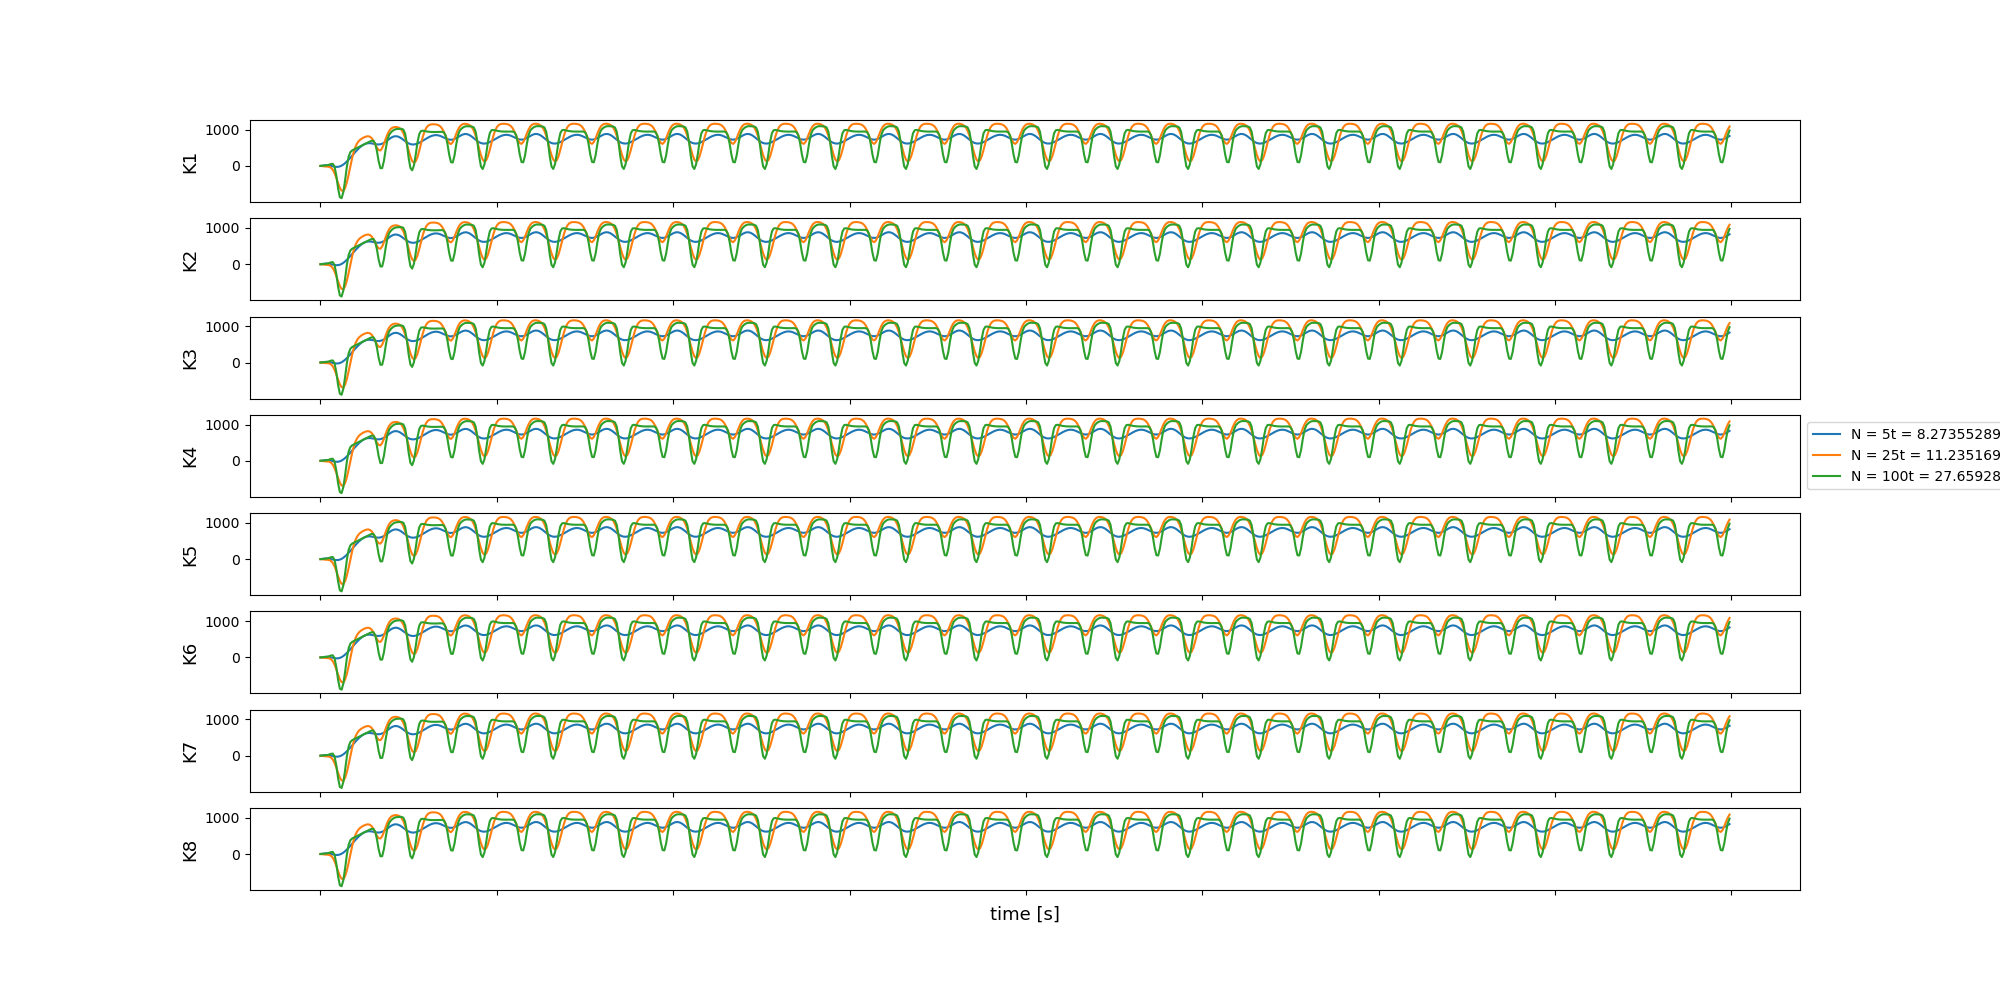 1000
0
K1
1000
0
K2
1000
0
K3
1000
0
K4
N = 5t = 8.27355289
N = 25t = 11.235169
N = 100t = 27.65928
1000
0
K5
1000
0
K6
1000
0
K7
1000
0
K8
time [s]